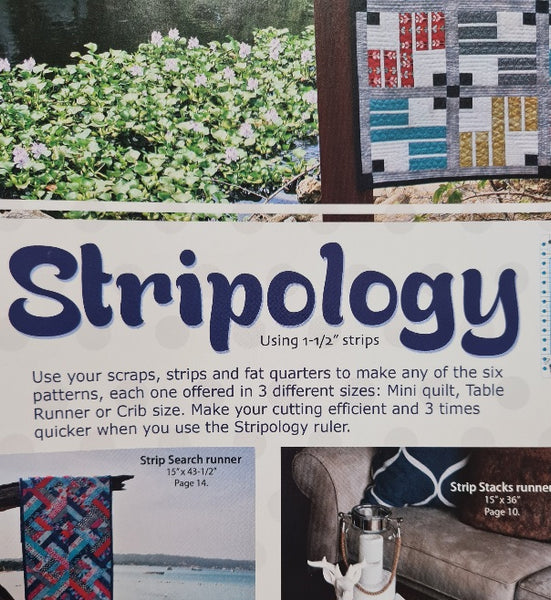 Stripology
Using 1-1/2" strips
Use your scraps, strips and fat quarters to make any of the six
patterns, each one offered in 3 different sizes: Mini quilt, Table
Runner or Crib size. Make your cutting efficient and 3 times
quicker when you use the Stripology ruler.
Strip Search runner
15" x 43-1/2"
Page 14.
Strip Stacks runner
15" x 36"
Page 10.